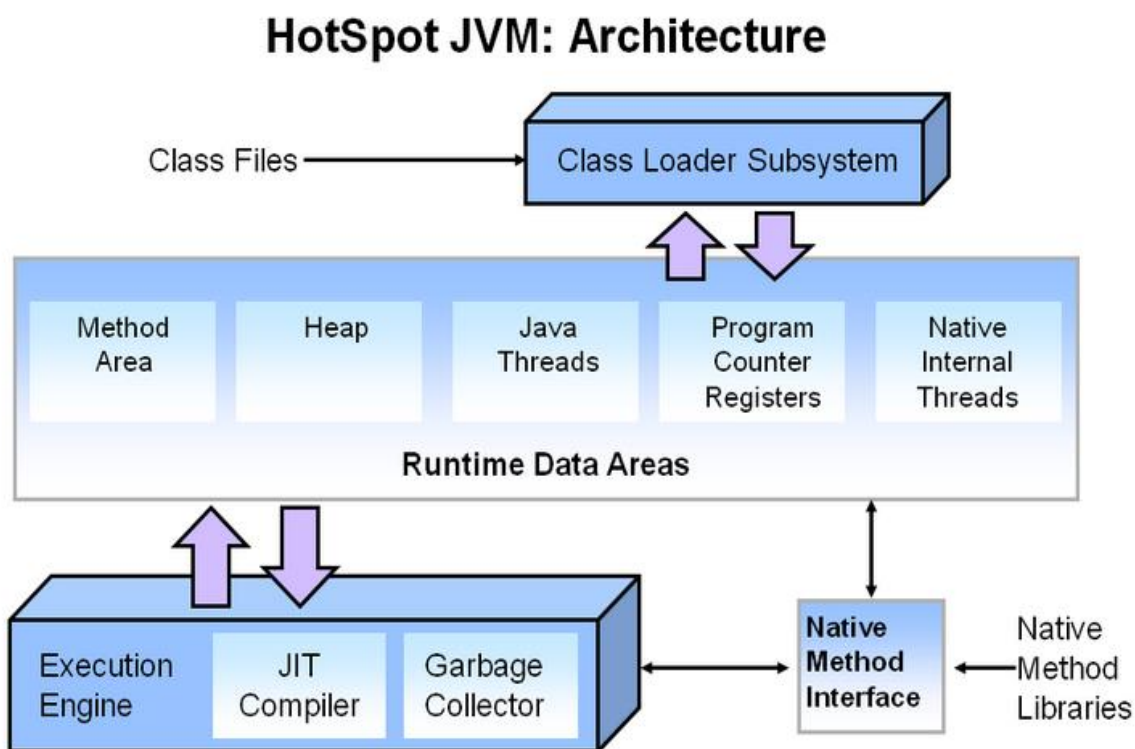 HotSpot JVM: Architecture
Class Files
Class Loader Subsystem
Method
Area
Heap
Java
Threads
Program
Counter
Registers
Native
Internal
Threads
Runtime Data Areas
Execution
Engine
JIT
Compiler
Garbage
Collector
Native
Method
Interface
Native
Method
Libraries